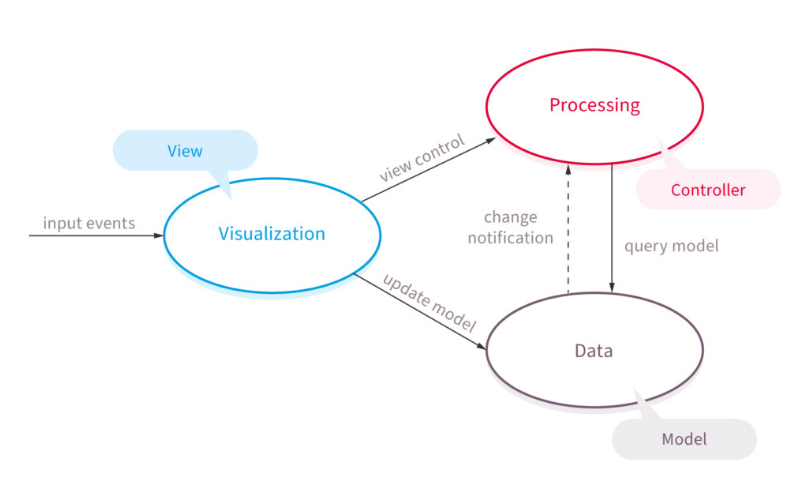 Processing
view control
View
Controller
input events
Visualization
change
notification
query model
update model
Data
Model